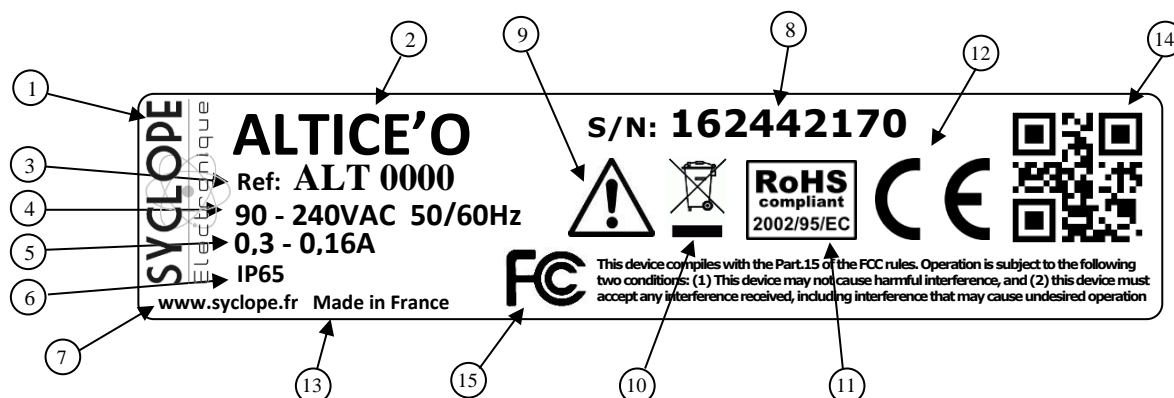 9
2
8
12
14
1
SYCLOPE
Electronique
ALTICE'O
S/N: 162442170
3
Ref: ALT 0000
RoHS
compliant
2002/95/EC
CE
4
90 - 240VAC 50/60Hz
5
0,3 - 0,16A
6
IP65
FC
This device compiles with the Part.15 of the FCC rules. Operation is subject to the following
two conditions: (1) This device may not cause harmful interference, and (2) this device must
accept any interference received, including interference that may cause undesired operation
www.syclope.fr Made in France
7
13
15
10
11